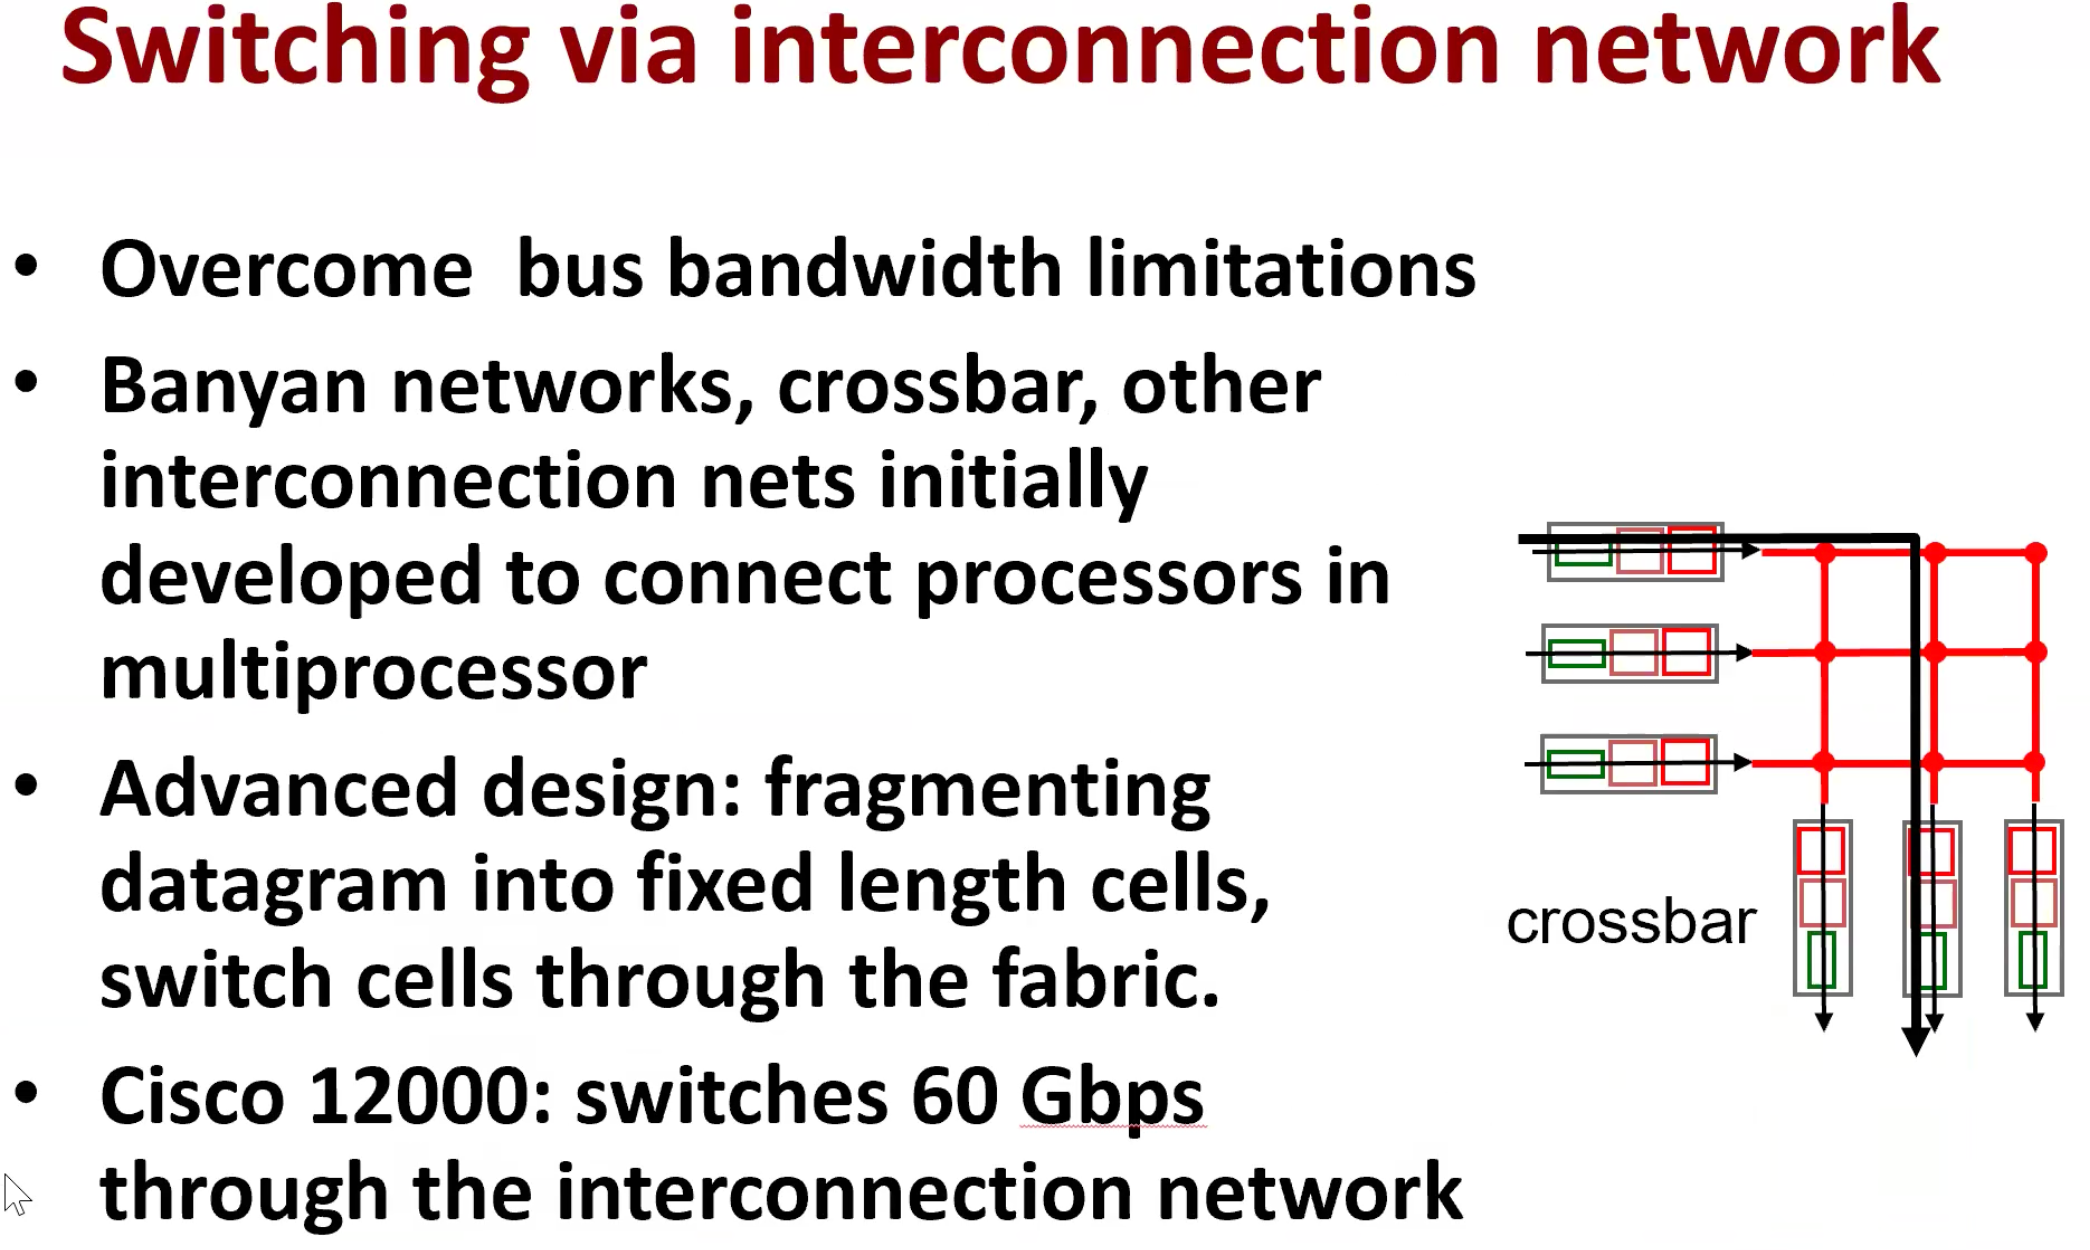 Switching via interconnection network
• Overcome  bus bandwidth limitations
• Banyan networks, crossbar, other
interconnection nets initially
developed to connect processors in
multiprocessor
• Advanced design: fragmenting
datagram into fixed length cells,
switch cells through the fabric.
• Cisco 12000: switches 60 Gbps
through the interconnection network
crossbar